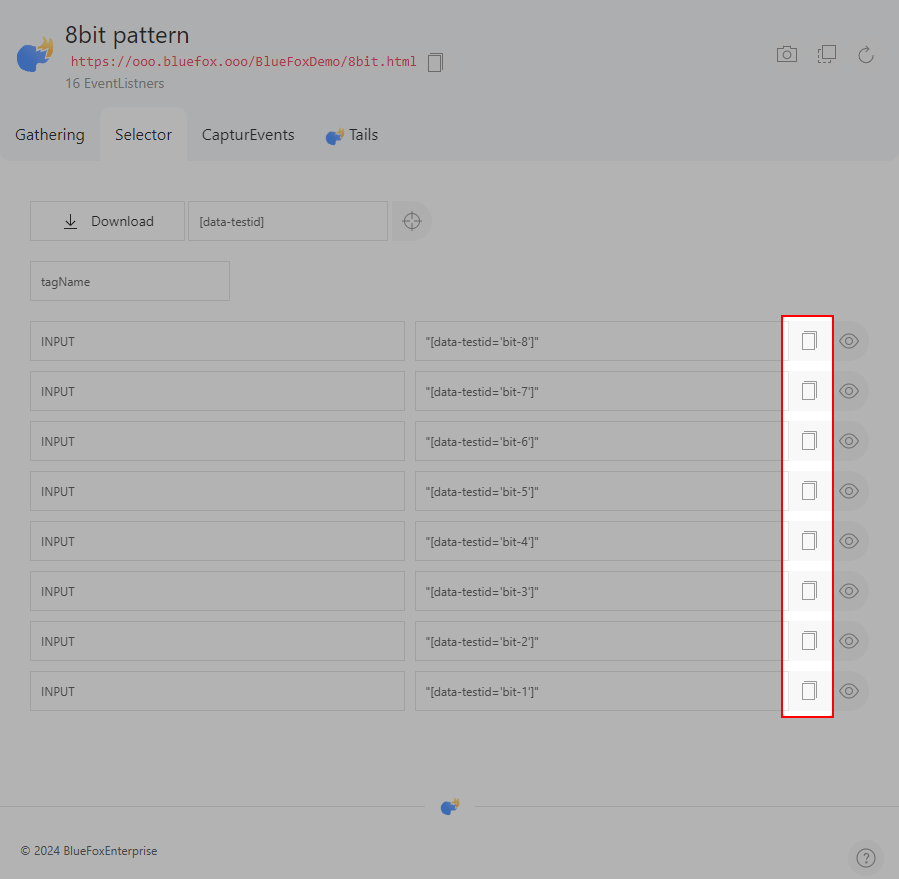 8bit pattern
https://ooo.bluefox.ooo/BlueFoxDemo/8bit.html
16 EventListners
Gathering Selector CapturEvents Tails
Download [data-testid]
tagName
INPUT "[data-testid='bit-8']"
INPUT "[data-testid='bit-7']"
INPUT "[data-testid='bit-6']"
INPUT "[data-testid='bit-5']"
INPUT "[data-testid='bit-4']"
INPUT "[data-testid='bit-3']"
INPUT "[data-testid='bit-2']"
INPUT "[data-testid='bit-1']"
© 2024 BlueFoxEnterprise
?